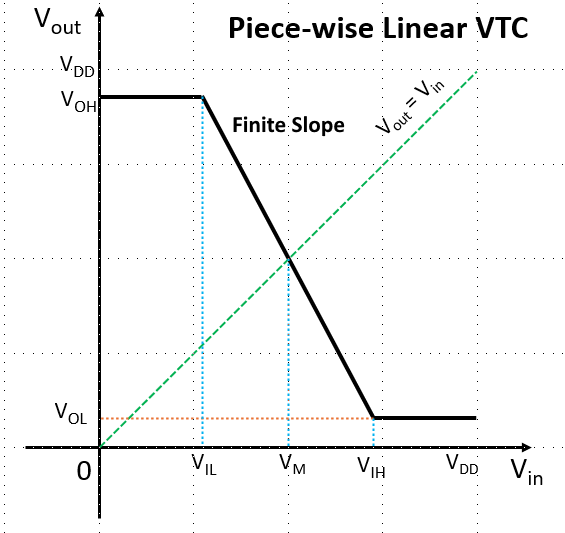 Piece-wise Linear VTC
Vout
VDD
VOH
Finite Slope
Vout = Vin
VOL
0
VIL
VM
VIH
VDD
Vin